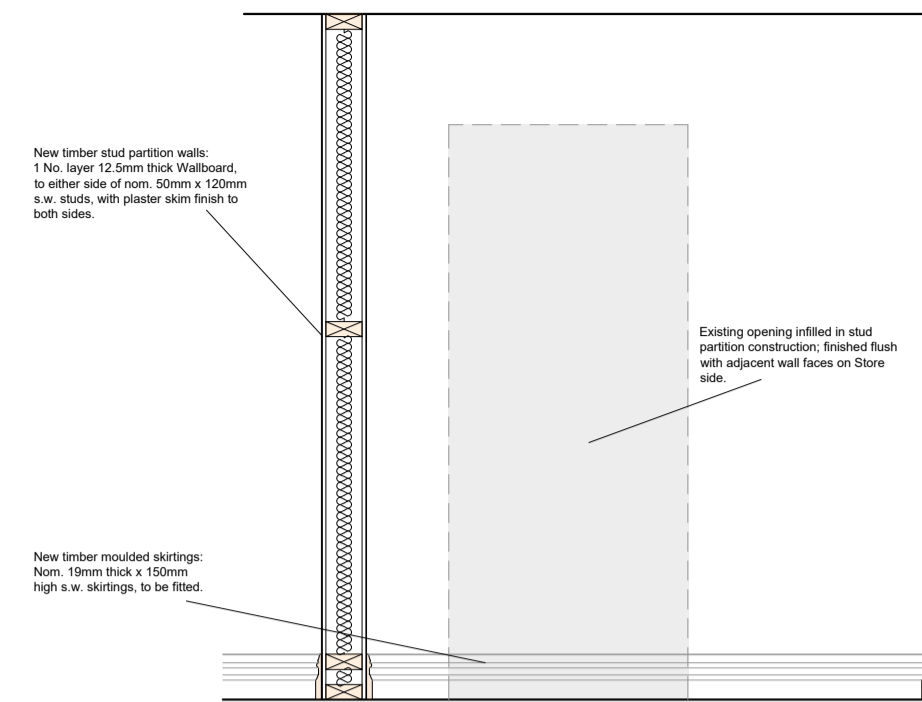 New timber stud partition walls:
1 No. layer 12.5mm thick Wallboard,
to either side of nom. 50mm x 120mm
s.w. studs, with plaster skim finish to
both sides.
Existing opening infilled in stud
partition construction; finished flush
with adjacent wall faces on Store
side.
New timber moulded skirtings:
Nom. 19mm thick x 150mm
high s.w. skirtings, to be fitted.